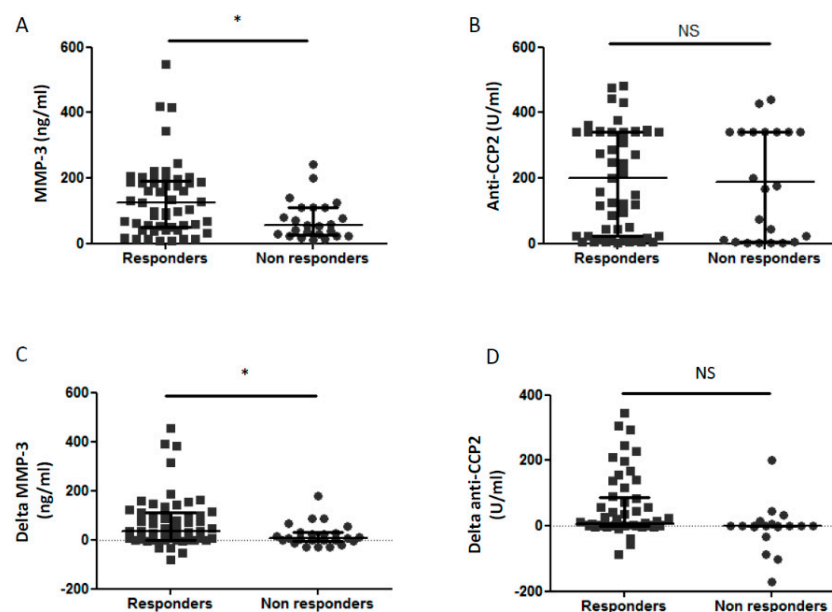 A
*
MMP-3 (ng/ml)
600
400
200
0
Responders
Non responders
B
NS
Anti-CCP2 (U/ml)
600
400
200
0
Responders
Non responders
C
*
Delta MMP-3
(ng/ml)
600
400
200
0
-200
Responders
Non responders
D
NS
Delta anti-CCP2
(U/ml)
400
200
0
-200
Responders
Non responders